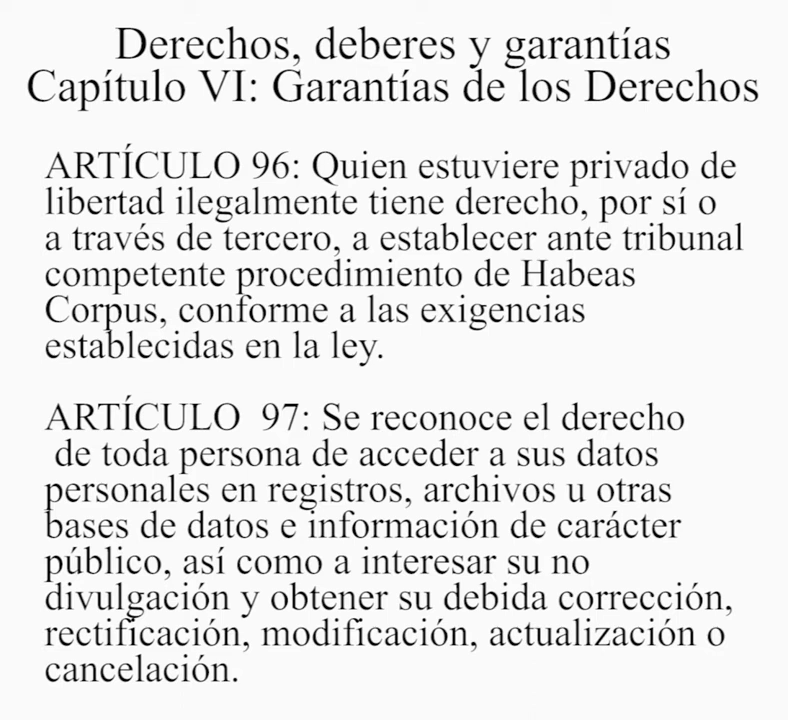 Derechos, deberes y garantías
Capítulo VI: Garantías de los Derechos
ARTÍCULO 96: Quien estuviere privado de
libertad ilegalmente tiene derecho, por sí o
a través de tercero, a establecer ante tribunal
competente procedimiento de Habeas
Corpus, conforme a las exigencias
establecidas en la ley.
ARTÍCULO 97: Se reconoce el derecho
de toda persona de acceder a sus datos
personales en registros, archivos u otras
bases de datos e información de carácter
público, así como a interesar su no
divulgación y obtener su debida corrección,
rectificación, modificación, actualización o
cancelación.